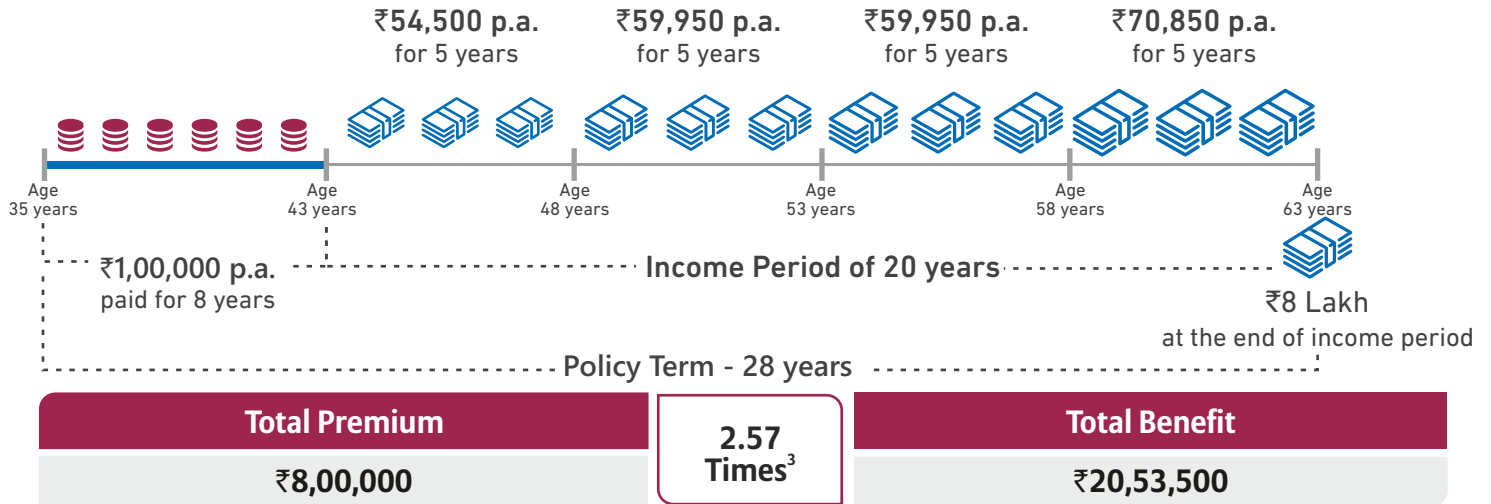 ₹54,500 p.a.
for 5 years
₹59,950 p.a.
for 5 years
₹59,950 p.a.
for 5 years
₹70,850 p.a.
for 5 years
Age
35 years
Age
43 years
Age
48 years
Age
53 years
Age
58 years
Age
63 years
₹1,00,000 p.a.
paid for 8 years
Income Period of 20 years
₹8 Lakh
at the end of income period
Policy Term - 28 years
Total Premium
₹8,00,000
2.57
Times³
Total Benefit
₹20,53,500